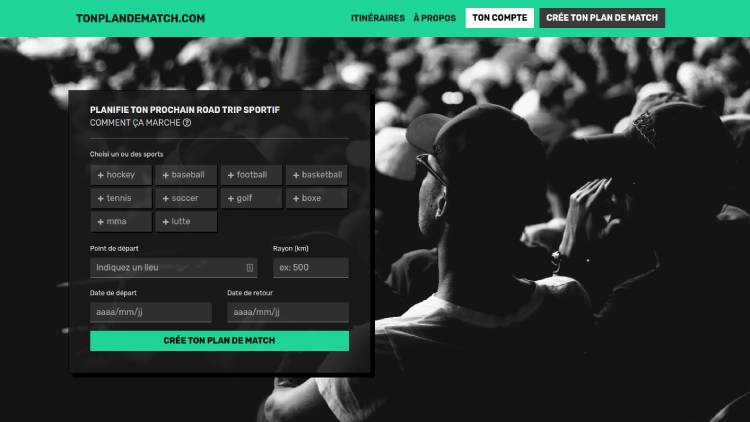 TONPLANDEMATCH.COM
ITINÉRAIRES À PROPOS TON COMPTE CRÉE TON PLAN DE MATCH
PLANIFIE TON PROCHAIN ROAD TRIP SPORTIF
COMMENT ÇA MARCHE ?
Choisi un ou des sports
+ hockey + baseball + football + basketball
+ tennis + soccer + golf + boxe
+ mma + lutte
Point de départ Rayon (km)
Indiquez un lieu ex: 500
Date de départ Date de retour
aaaa/mm/jj aaaa/mm/jj
CRÉE TON PLAN DE MATCH